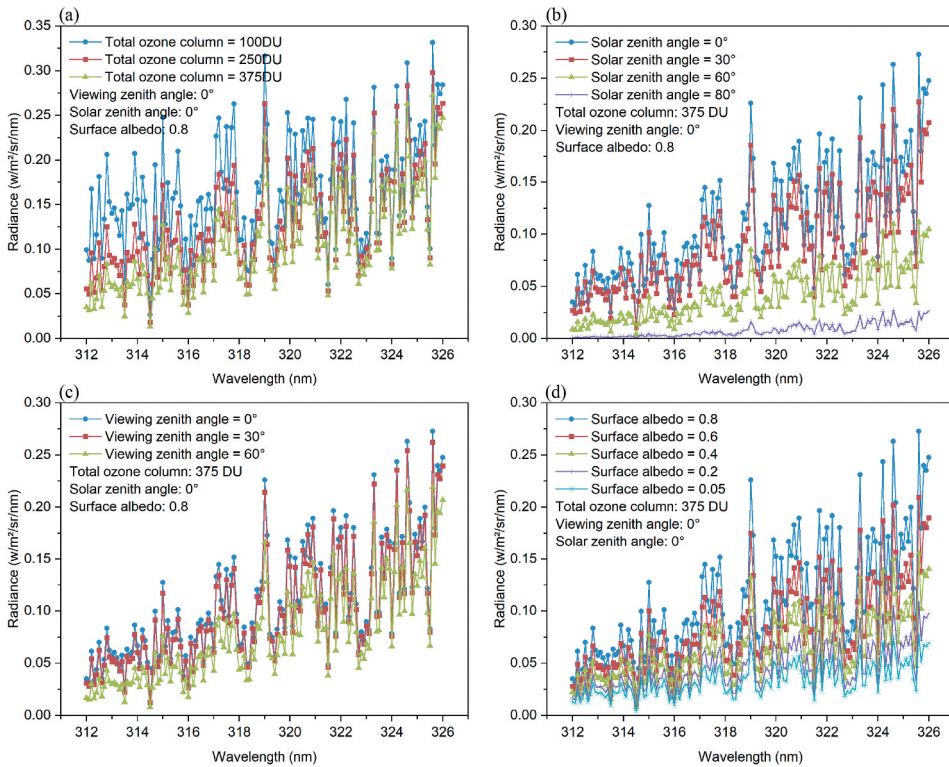 (a)
0.35
0.30
0.25
0.20
0.15
0.10
0.05
0.00
Radiance (w/m²/sr/nm)
Total ozone column = 100DU
Total ozone column = 250DU
Total ozone column = 375DU
Viewing zenith angle: 0°
Solar zenith angle: 0°
Surface albedo: 0.8
312 314 316 318 320 322 324 326
Wavelength (nm)
(b)
0.30
0.25
0.20
0.15
0.10
0.05
0.00
Radiance (w/m²/sr/nm)
Solar zenith angle = 0°
Solar zenith angle = 30°
Solar zenith angle = 60°
Solar zenith angle = 80°
Total ozone column: 375 DU
Viewing zenith angle: 0°
Surface albedo: 0.8
312 314 316 318 320 322 324 326
Wavelength (nm)
(c)
0.30
0.25
0.20
0.15
0.10
0.05
0.00
Radiance (w/m²/sr/nm)
Viewing zenith angle = 0°
Viewing zenith angle = 30°
Viewing zenith angle = 60°
Total ozone column: 375 DU
Solar zenith angle: 0°
Surface albedo: 0.8
312 314 316 318 320 322 324 326
Wavelength (nm)
(d)
0.30
0.25
0.20
0.15
0.10
0.05
0.00
Radiance (w/m²/sr/nm)
Surface albedo = 0.8
Surface albedo = 0.6
Surface albedo = 0.4
Surface albedo = 0.2
Surface albedo = 0.05
Total ozone column: 375 DU
Viewing zenith angle: 0°
Solar zenith angle: 0°
312 314 316 318 320 322 324 326
Wavelength (nm)